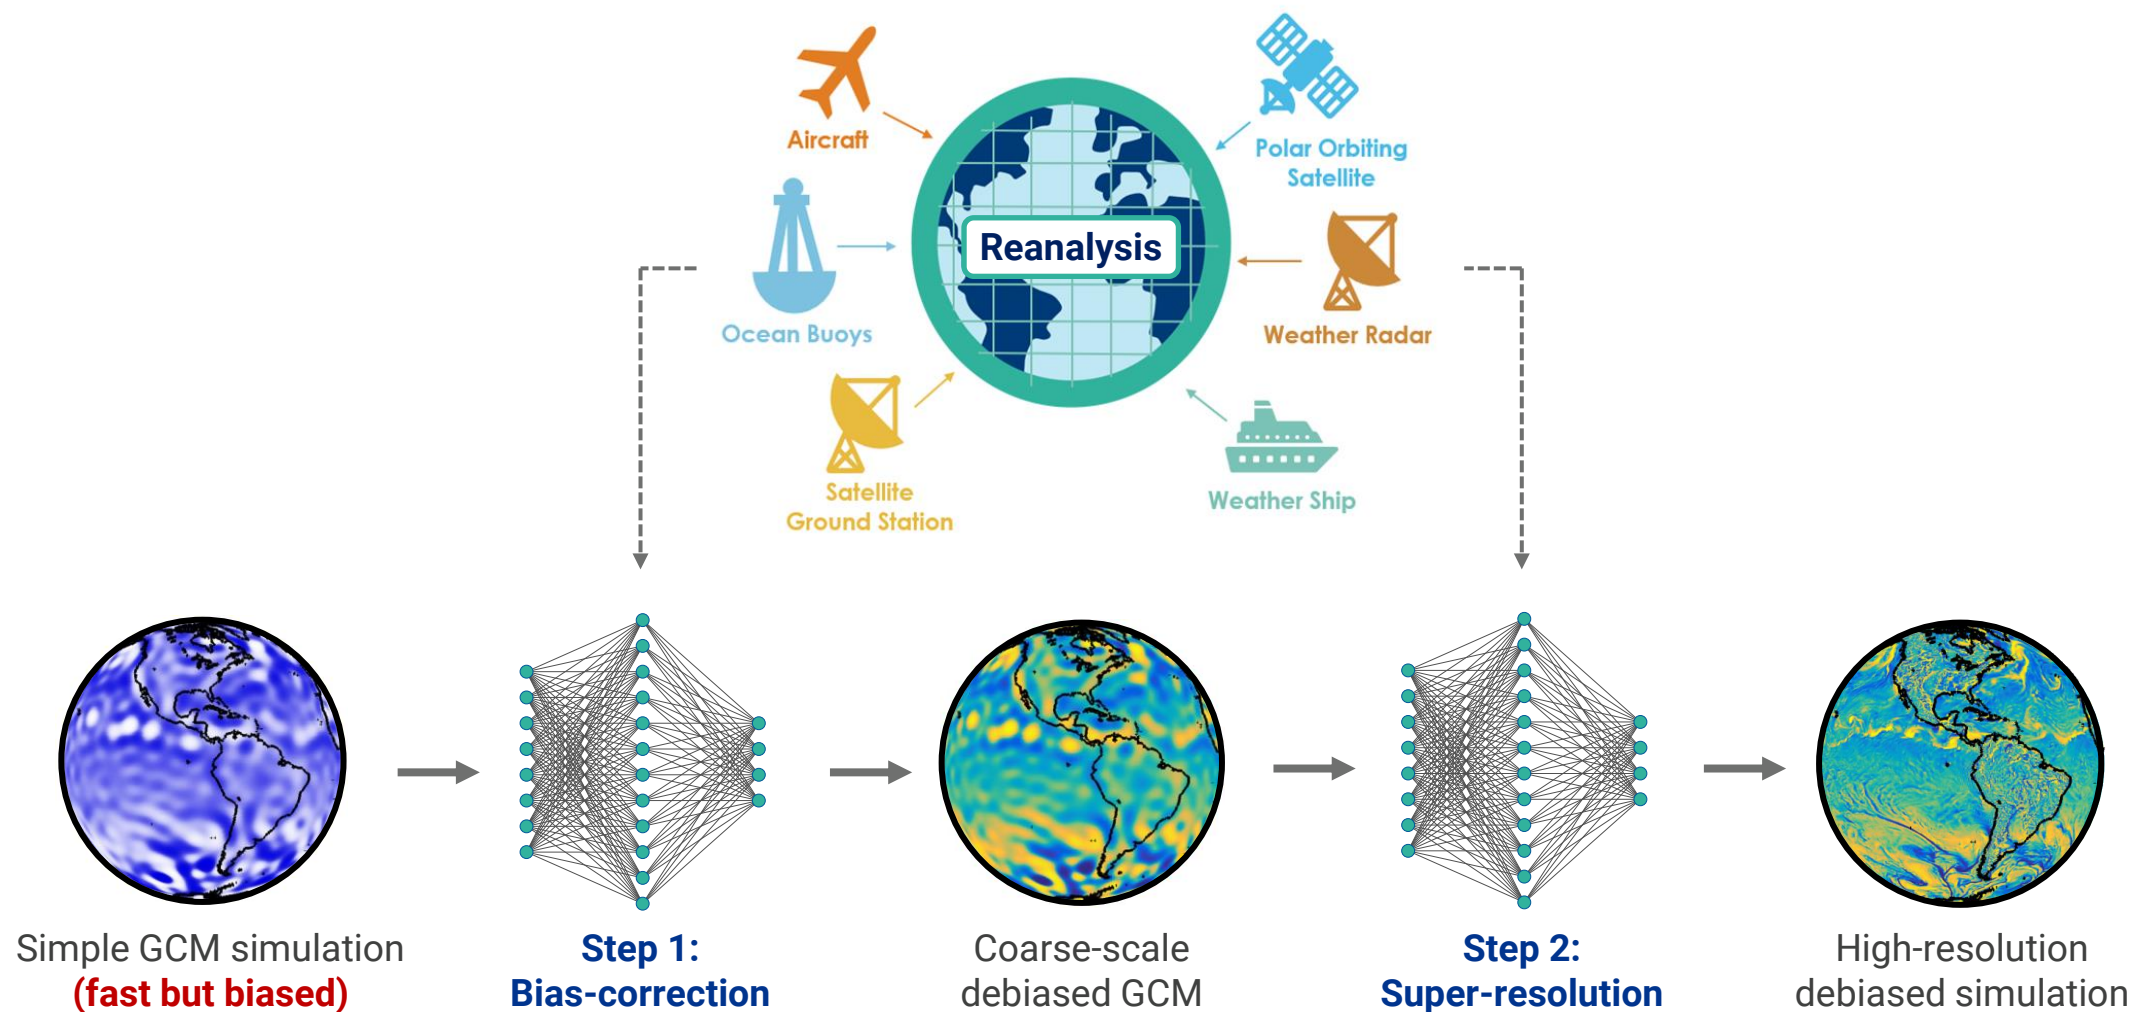 Aircraft
Polar Orbiting
Satellite
Reanalysis
Ocean Buoys
Weather Radar
Satellite
Ground Station
Weather Ship
Simple GCM simulation
(fast but biased)
Step 1:
Bias-correction
Coarse-scale
debiased GCM
Step 2:
Super-resolution
High-resolution
debiased simulation